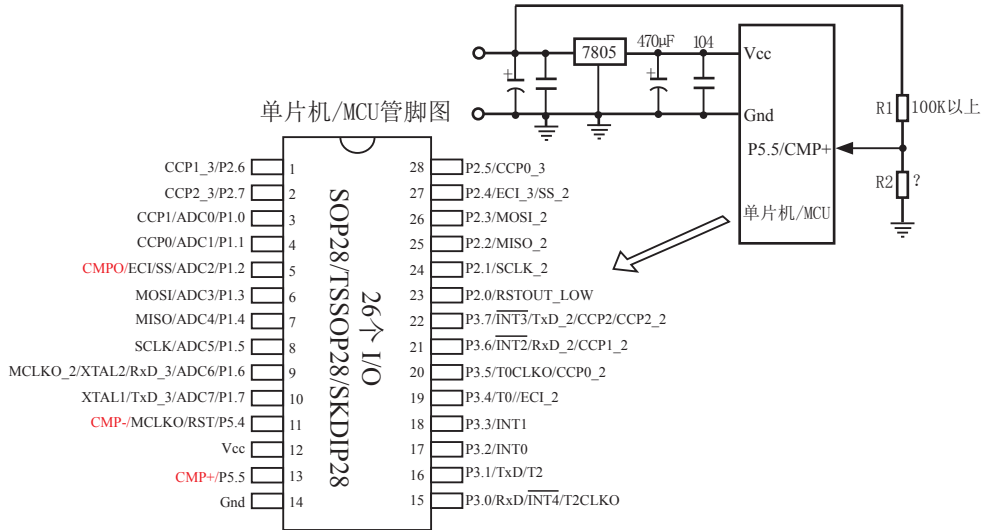 7805
470μF
104
Vcc
Gnd
P5.5/CMP+
单片机/MCU
R1
100K以上
R2
?
单片机/MCU管脚图
SOP28/TSSOP28/SKDIP28
26个 I/O
CCP1_3/P2.6
1
CCP2_3/P2.7
2
CCP1/ADC0/P1.0
3
CCP0/ADC1/P1.1
4
CMPO/ECI/SS/ADC2/P1.2
5
MOSI/ADC3/P1.3
6
MISO/ADC4/P1.4
7
SCLK/ADC5/P1.5
8
MCLKO_2/XTAL2/RxD_3/ADC6/P1.6
9
XTAL1/TxD_3/ADC7/P1.7
10
CMP-/MCLKO/RST/P5.4
11
Vcc
12
CMP+/P5.5
13
Gnd
14
28
P2.5/CCP0_3
27
P2.4/ECI_3/SS_2
26
P2.3/MOSI_2
25
P2.2/MISO_2
24
P2.1/SCLK_2
23
P2.0/RSTOUT_LOW
22
P3.7/INT3/TxD_2/CCP2/CCP2_2
21
P3.6/INT2/RxD_2/CCP1_2
20
P3.5/T0CLKO/CCP0_2
19
P3.4/T0//ECI_2
18
P3.3/INT1
17
P3.2/INT0
16
P3.1/TxD/T2
15
P3.0/RxD/INT4/T2CLKO